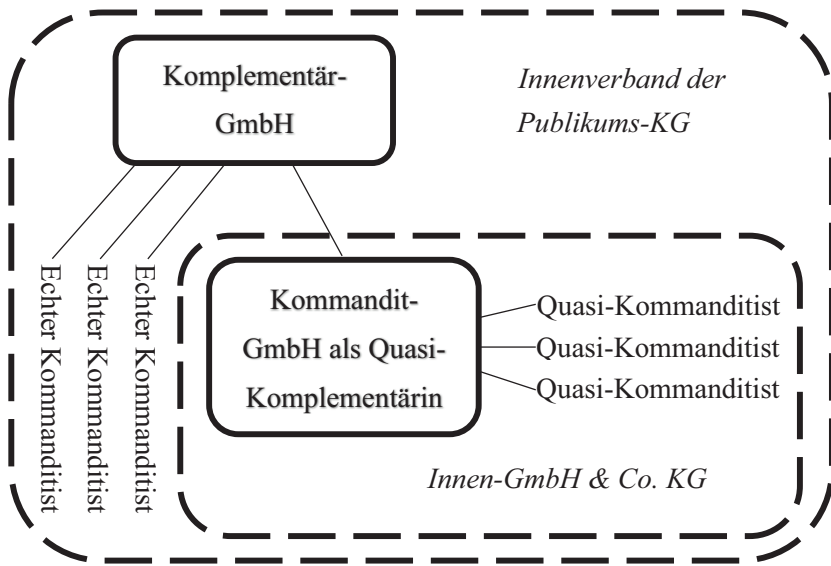 Komplementär-
GmbH
Innenverband der
Publikums-KG
Echter Kommanditist
Echter Kommanditist
Echter Kommanditist
Kommandit-
GmbH als Quasi-
Komplementärin
Quasi-Kommanditist
Quasi-Kommanditist
Quasi-Kommanditist
Innen-GmbH & Co. KG